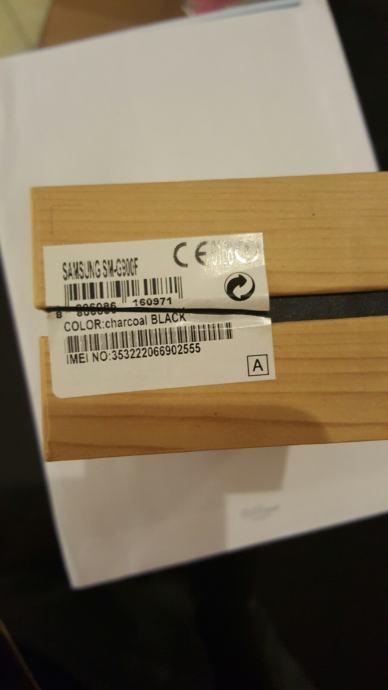 SAMSUNG SM-G900F
CE
8 806086 160971
COLOR:charcoal BLACK
IMEI NO:353222066902555
A